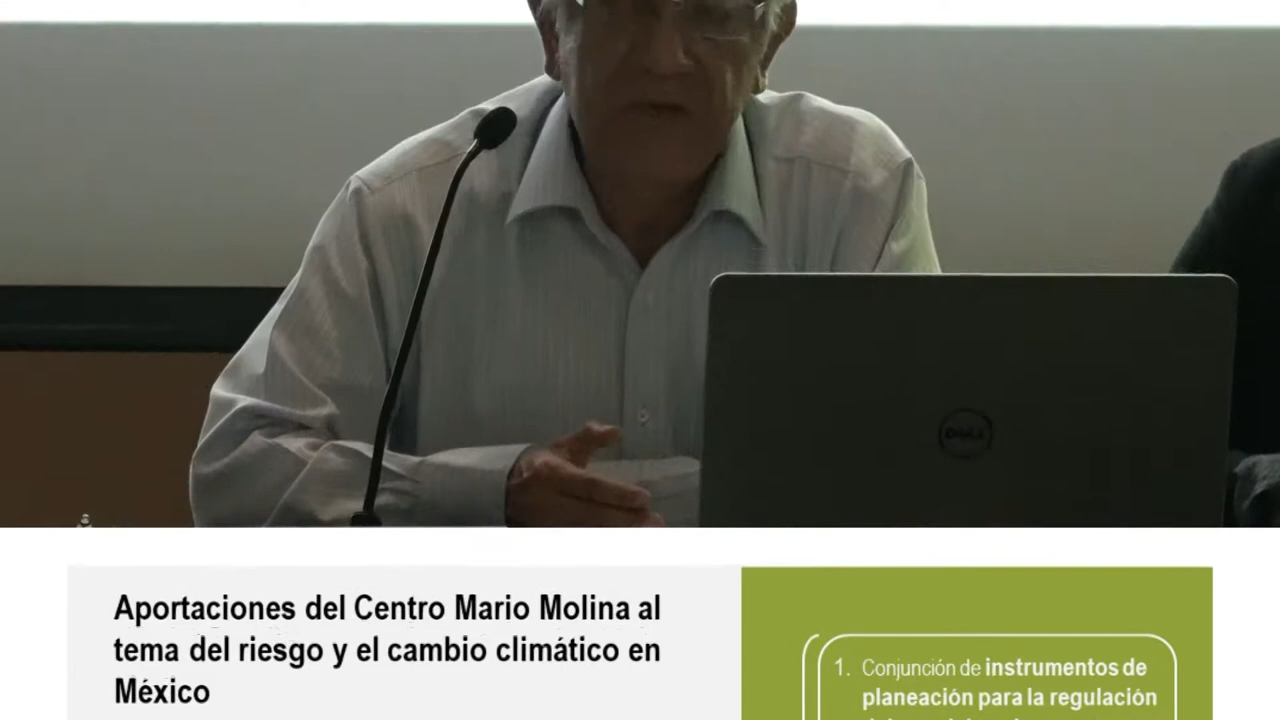 DELL
Aportaciones del Centro Mario Molina al
tema del riesgo y el cambio climático en
México
1. Conjunción de instrumentos de
planeación para la regulación